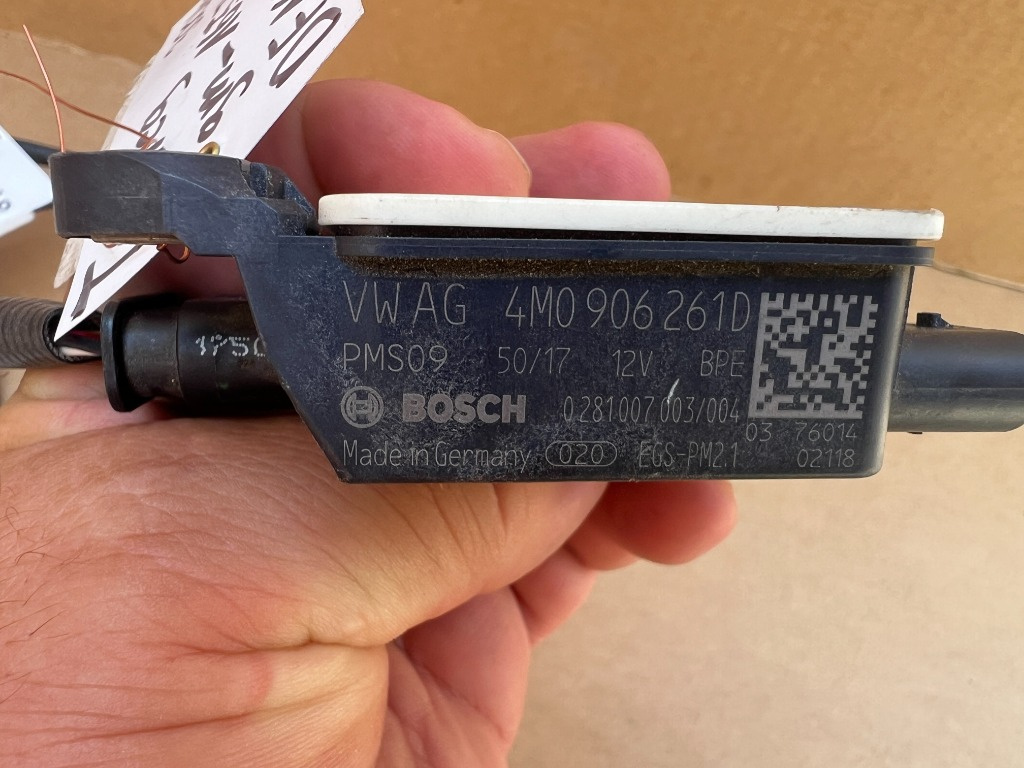 VW AG 4M0 906 261D
PMS09 50/17 12V BPE
BOSCH 0 281 007 003/004
03 76014
Made in Germany 020 EGS-PM2.1 02118